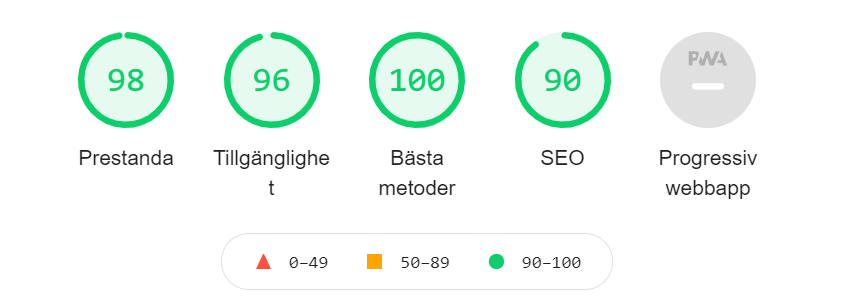 98 96 100 90 PWA
Prestanda Tillgänglighe Bästa SEO Progressiv
t metoder webbapp
0–49 50–89 90–100